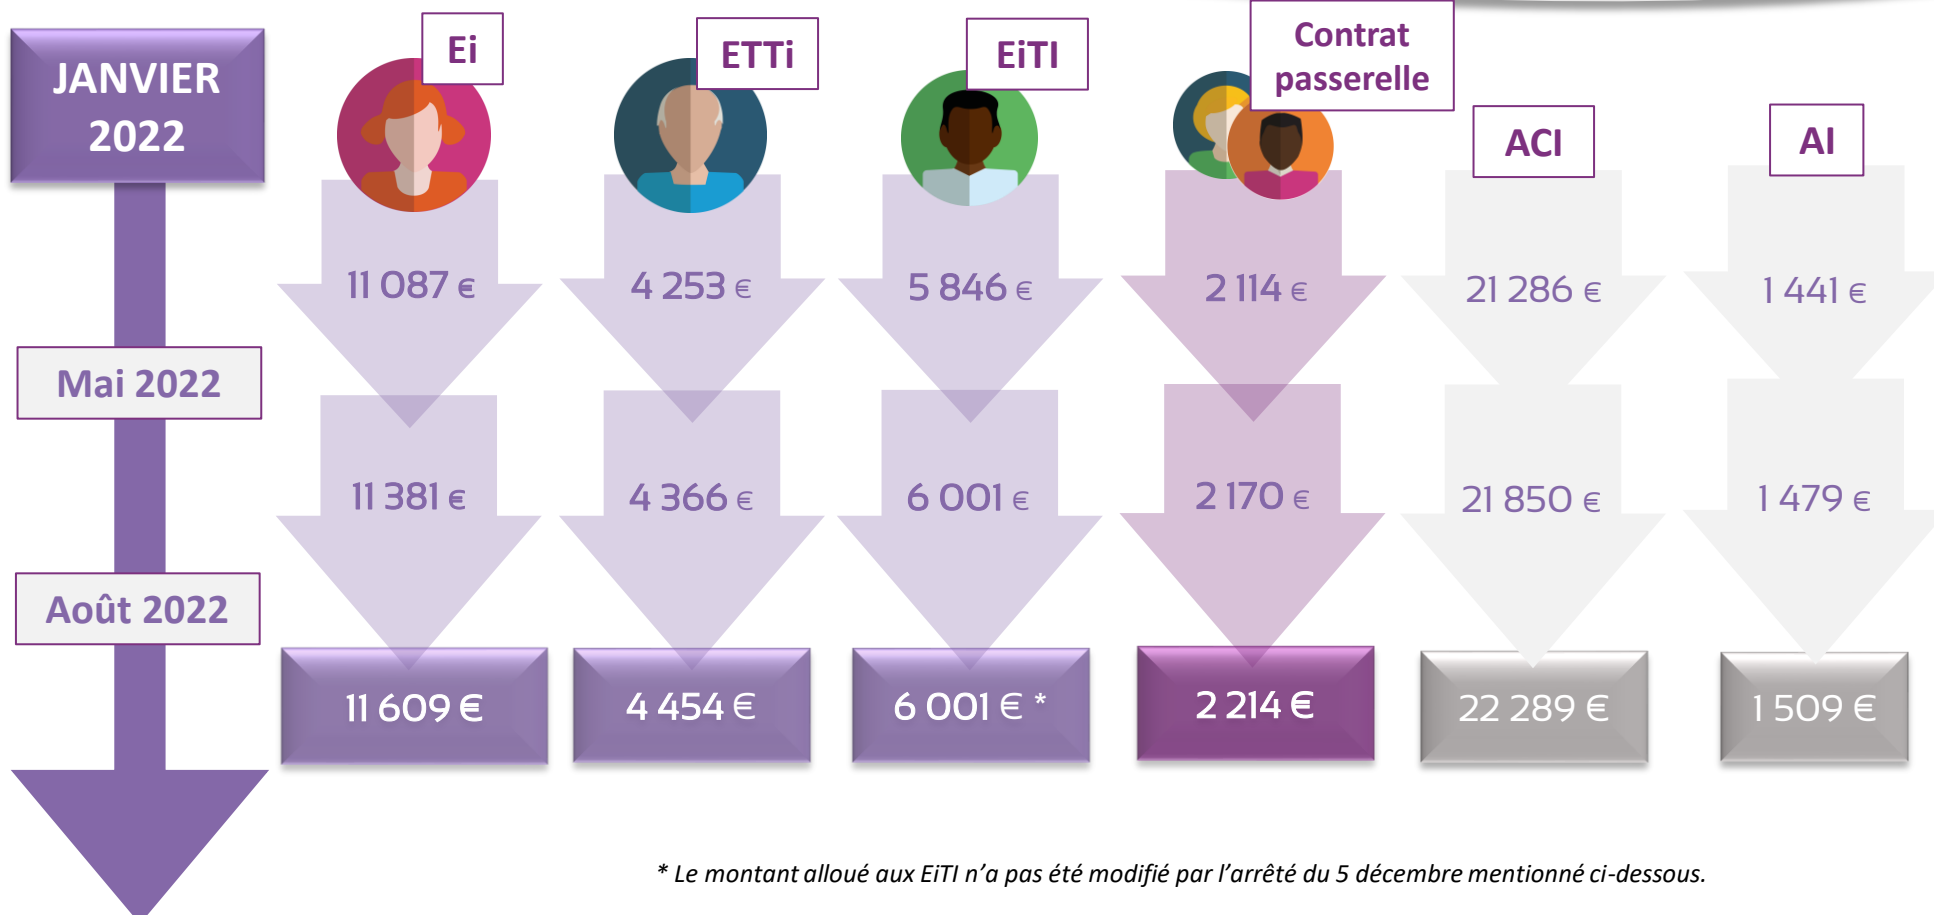 JANVIER
2022
Ei
ETTi
EiTI
Contrat
passerelle
ACI
AI
11 087 €
4 253 €
5 846 €
2 114 €
21 286 €
1 441 €
Mai 2022
11 381 €
4 366 €
6 001 €
2 170 €
21 850 €
1 479 €
Août 2022
11 609 €
4 454 €
6 001 € *
2 214 €
22 289 €
1 509 €
* Le montant alloué aux EiTI n’a pas été modifié par l’arrêté du 5 décembre mentionné ci-dessous.